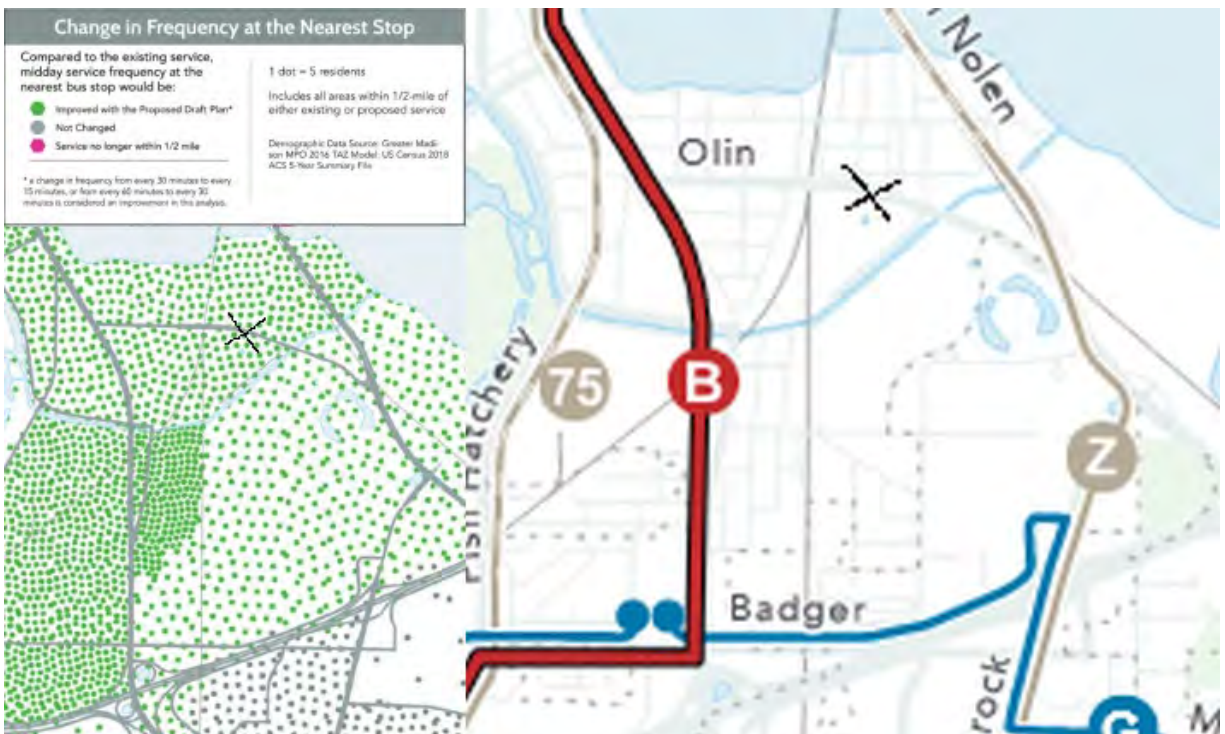 Change in Frequency at the Nearest Stop
Compared to the existing service,
midday service frequency at the
nearest bus stop would be:
Improved with the Proposed Draft Plan*
Not Changed
Service no longer within 1/2 mile
* a change in frequency from every 30 minutes to every
15 minutes, or from every 60 minutes to every 30
minutes is considered an improvement in this analysis.
1 dot = 5 residents
Includes all areas within 1/2-mile of
either existing or proposed service
Demographic Data Source: Greater Madi-
son MPO 2016 TAZ Model; US Census 2018
ACS 5-Year Summary File
Nolen
Olin
Fish Hatchery
75
B
Z
Badger
rock
G
M